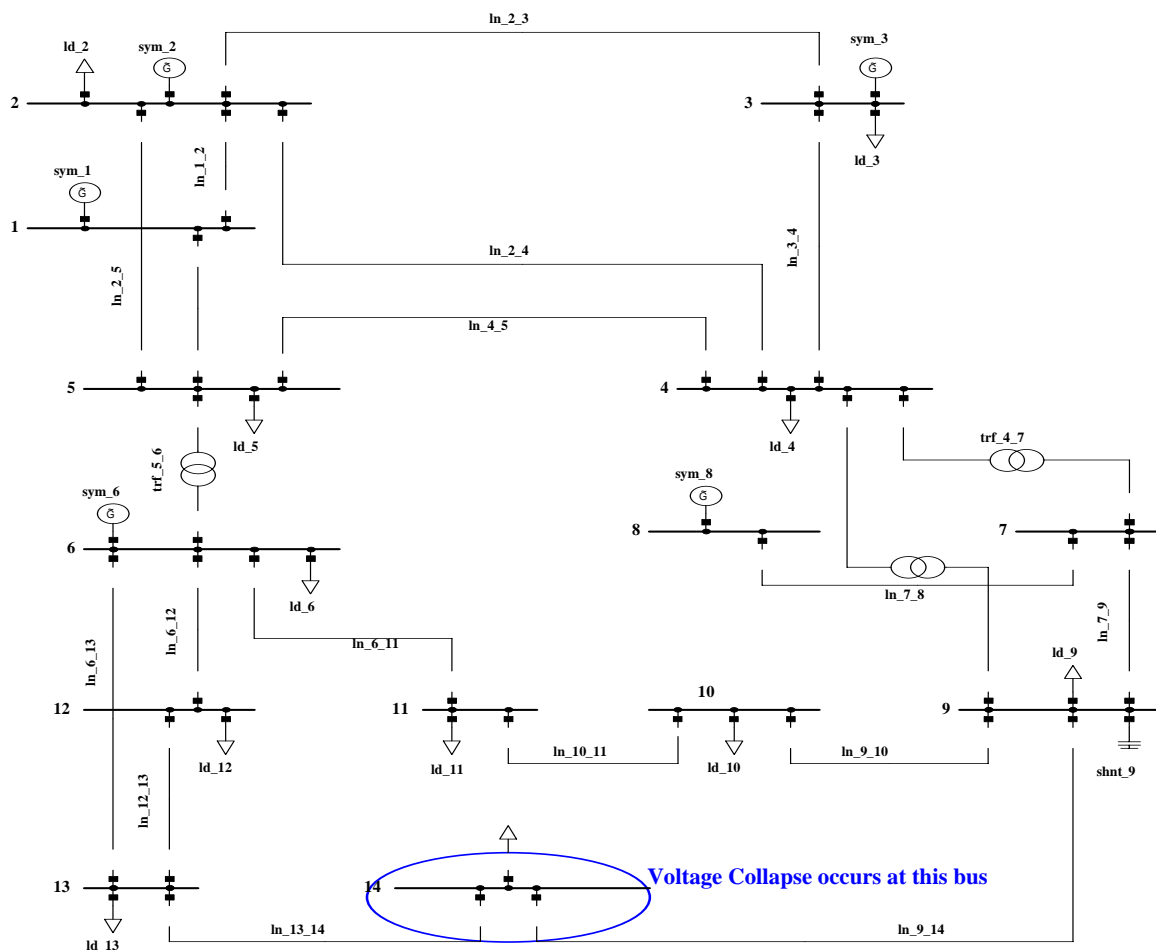 ln_2_3
ld_2
sym_2
sym_3
G̃
G̃
2
3
ln_1_2
ld_3
sym_1
G̃
1
ln_2_4
ln_3_4
ln_2_5
ln_4_5
5
4
ld_5
ld_4
trf_4_7
trf_5_6
sym_6
sym_8
G̃
G̃
6
8
7
ld_6
ln_7_8
ln_6_12
ln_6_11
ln_7_9
ln_6_13
ld_9
12
11
10
9
ln_10_11
ln_9_10
ld_12
ld_11
ld_10
shnt_9
ln_12_13
13
14
Voltage Collapse occurs at this bus
ld_13
ln_13_14
ln_9_14